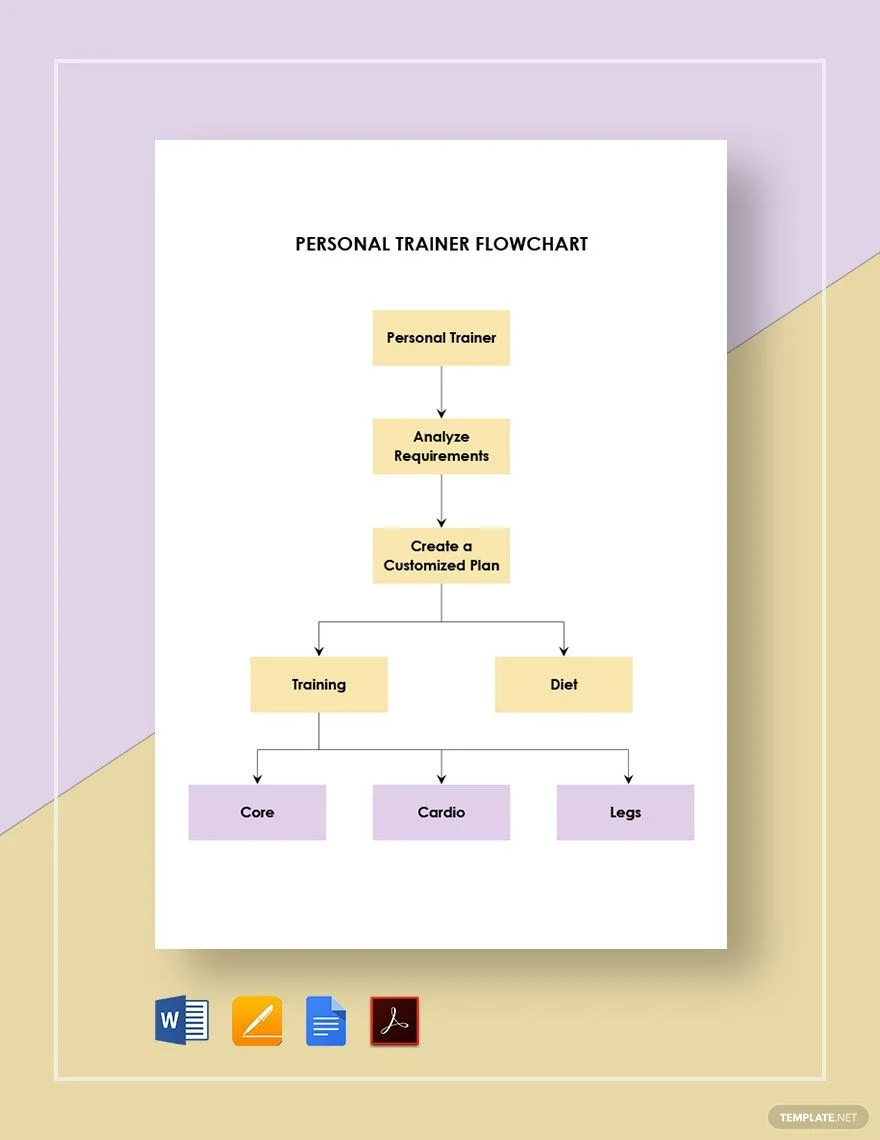 PERSONAL TRAINER FLOWCHART
Personal Trainer
Analyze
Requirements
Create a
Customized Plan
Training
Diet
Core
Cardio
Legs
W
TEMPLATE.NET